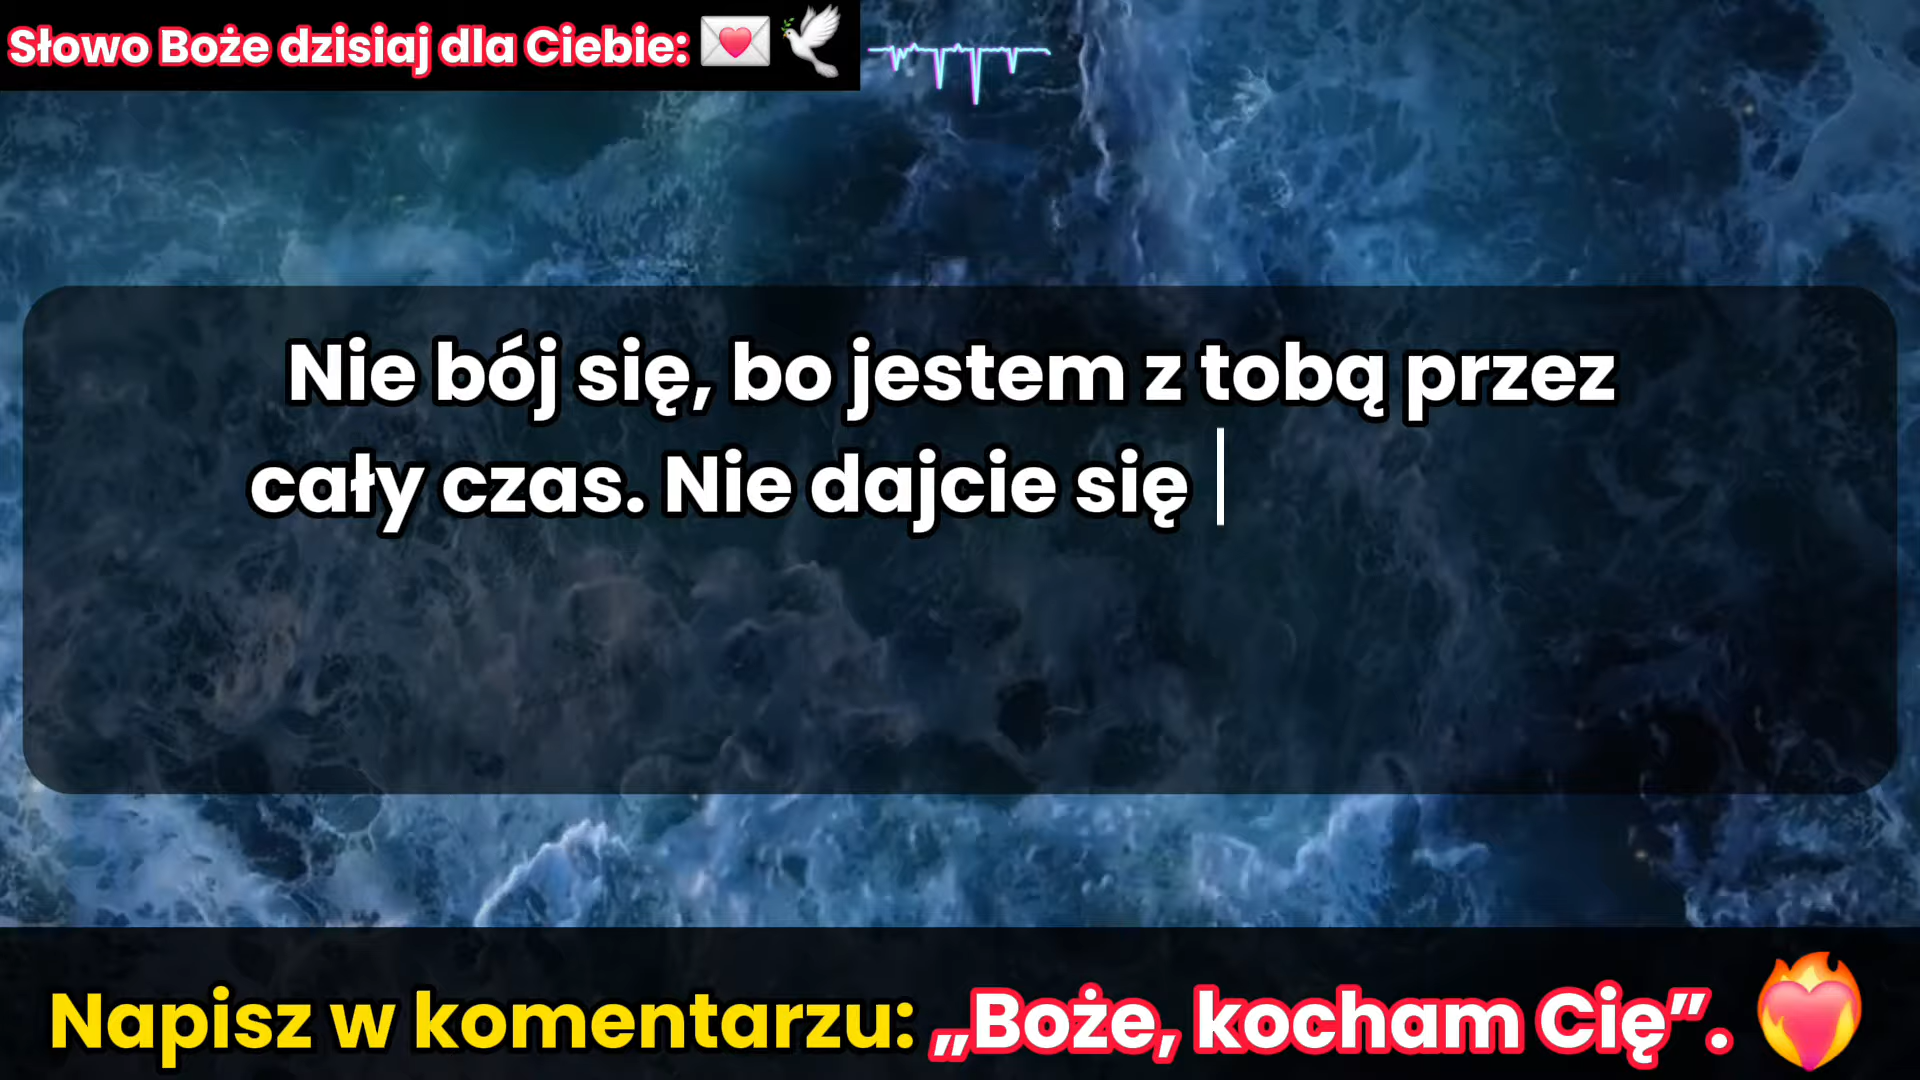 Słowo Boże dzisiaj dla Ciebie: 💌 🕊️
Nie bój się, bo jestem z tobą przez
cały czas. Nie dajcie się
Napisz w komentarzu: „Boże, kocham Cię”. ❤️‍🔥